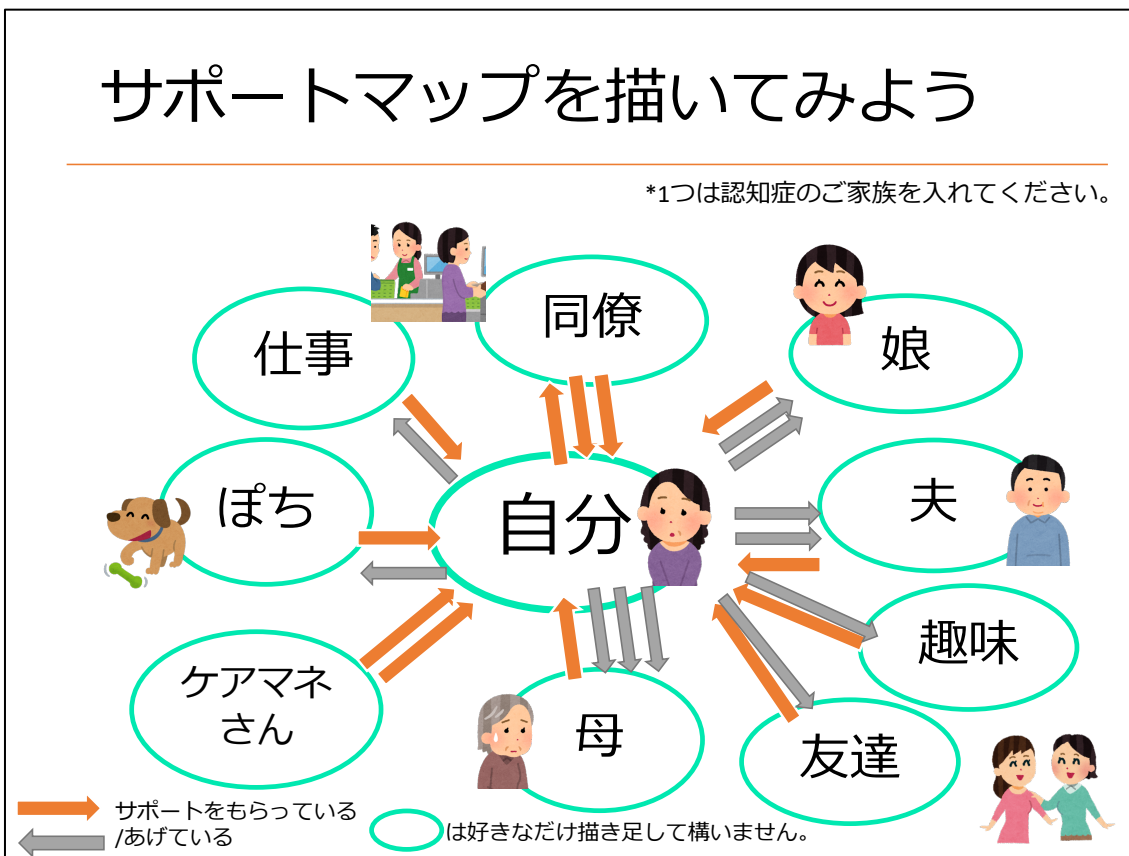 サポートマップを描いてみよう
*1つは認知症のご家族を入れてください。
同僚
娘
仕事
ぽち
自分
夫
趣味
ケアマネ
さん
母
友達
サポートをもらっている
/あげている
は好きなだけ描き足して構いません。